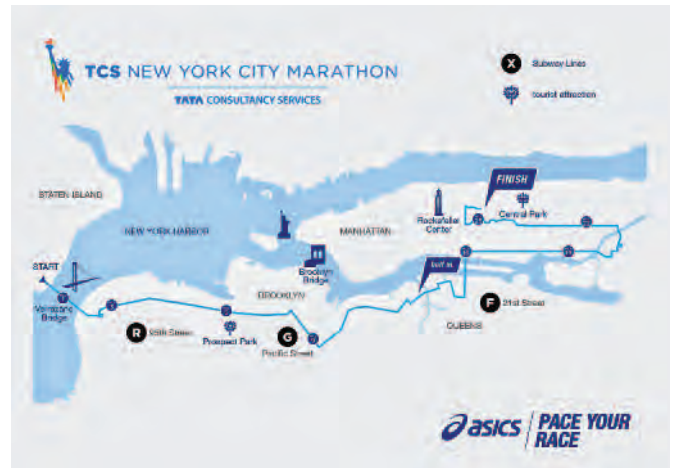 TCS NEW YORK CITY MARATHON
TATA CONSULTANCY SERVICES
X Subway Lines
tourist attraction
STATEN ISLAND
NEW YORK HARBOR
MANHATTAN
Rockefeller
Center
FINISH
Central Park
START
Verrazano
Bridge
Brooklyn
Bridge
BROOKLYN
R
Street
Prospect Park
G
Pacific Street
F 21st Street
QUEENS
asics PACE YOUR
RACE